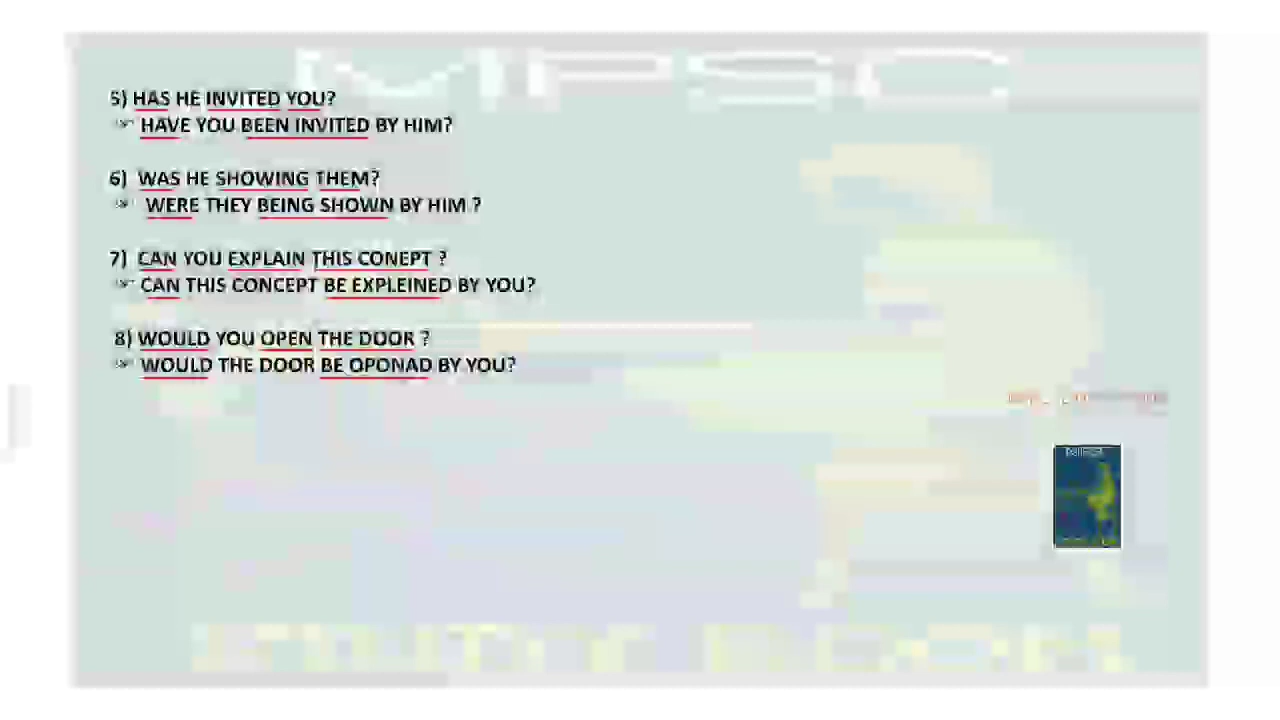 MPSC
5) HAS HE INVITED YOU?
☞ HAVE YOU BEEN INVITED BY HIM?
6) WAS HE SHOWING THEM?
☞ WERE THEY BEING SHOWN BY HIM ?
7) CAN YOU EXPLAIN THIS CONEPT ?
☞ CAN THIS CONCEPT BE EXPLEINED BY YOU?
8) WOULD YOU OPEN THE DOOR ?
☞ WOULD THE DOOR BE OPONAD BY YOU?